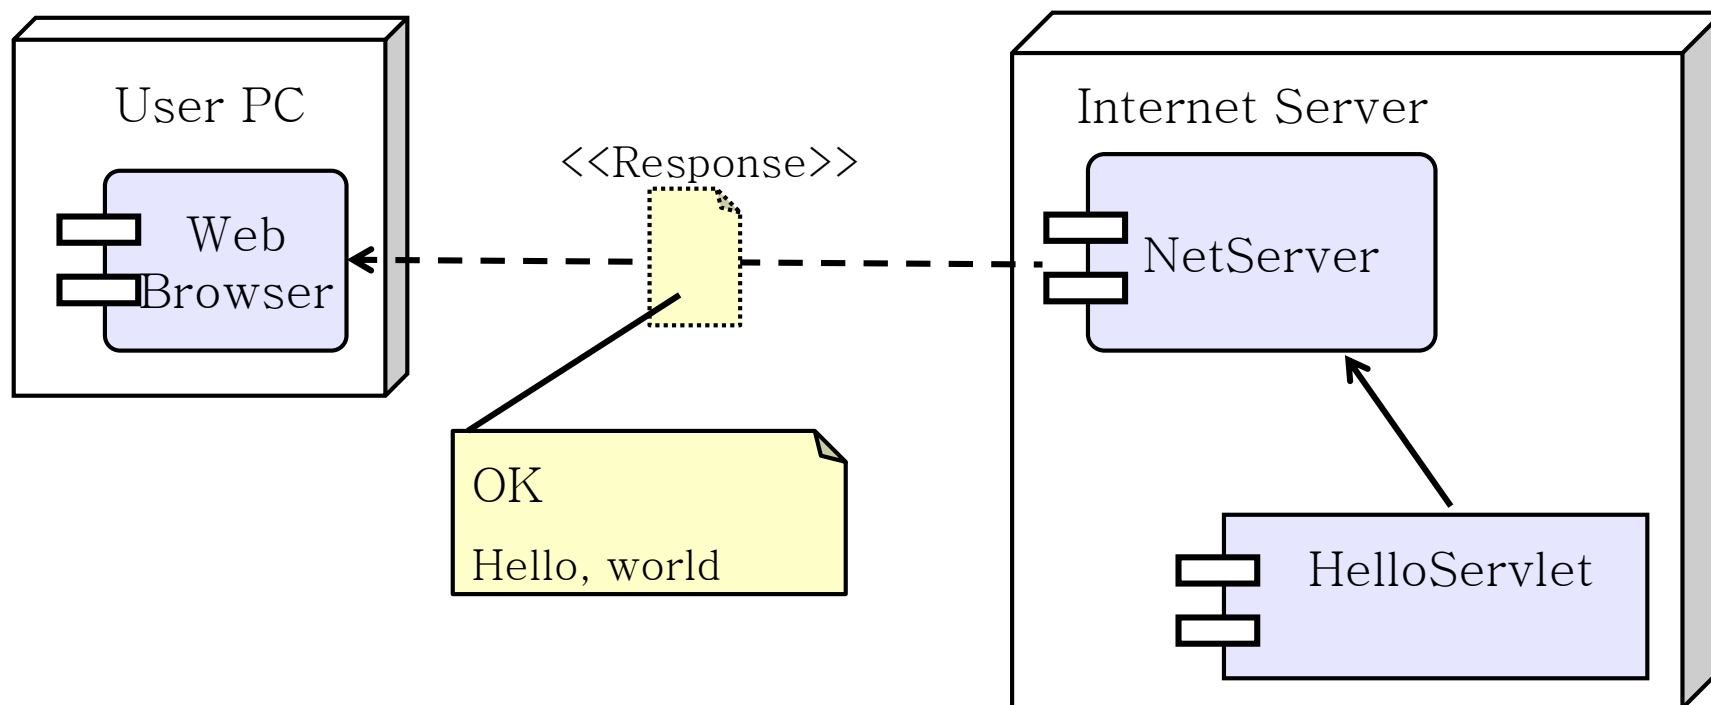 User PC
Web
Browser
<<Response>>
OK
Hello, world
Internet Server
NetServer
HelloServlet